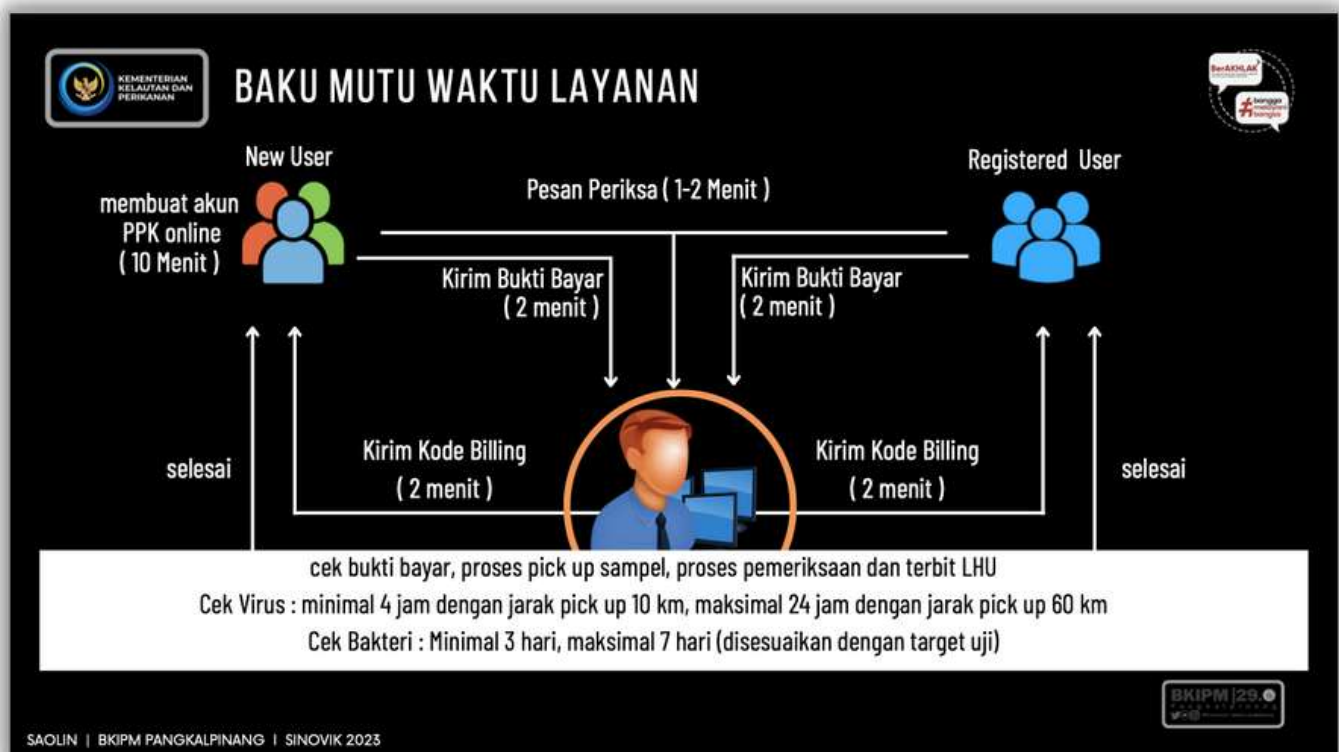 KEMENTERIAN
KELAUTAN DAN
PERIKANAN
BAKU MUTU WAKTU LAYANAN
BerAKHLAK
#bangga
melayani
bangsa
New User
Registered User
membuat akun
PPK online
( 10 Menit )
Pesan Periksa ( 1-2 Menit )
Kirim Bukti Bayar
( 2 menit )
Kirim Bukti Bayar
( 2 menit )
Kirim Kode Billing
( 2 menit )
Kirim Kode Billing
( 2 menit )
selesai
selesai
cek bukti bayar, proses pick up sampel, proses pemeriksaan dan terbit LHU
Cek Virus : minimal 4 jam dengan jarak pick up 10 km, maksimal 24 jam dengan jarak pick up 60 km
Cek Bakteri : Minimal 3 hari, maksimal 7 hari (disesuaikan dengan target uji)
BKIPM |29.
Pangkalpinang
SAOLIN | BKIPM PANGKALPINANG | SINOVIK 2023